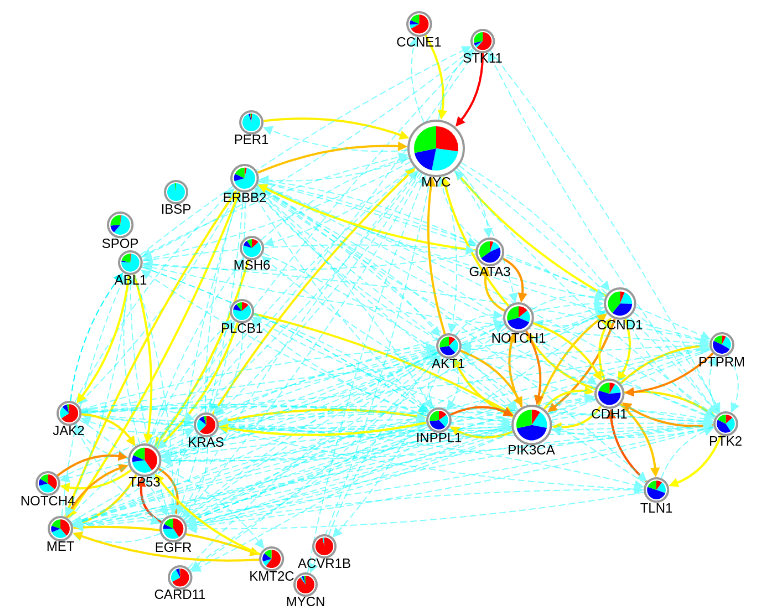 CCNE1
STK11
PER1
MYC
ERBB2
IBSP
SPOP
MSH6
GATA3
ABL1
PLCB1
CCND1
NOTCH1
AKT1
PTPRM
CDH1
JAK2
KRAS
INPPL1
PIK3CA
PTK2
TP53
NOTCH4
TLN1
MET
EGFR
ACVR1B
KMT2C
CARD11
MYCN